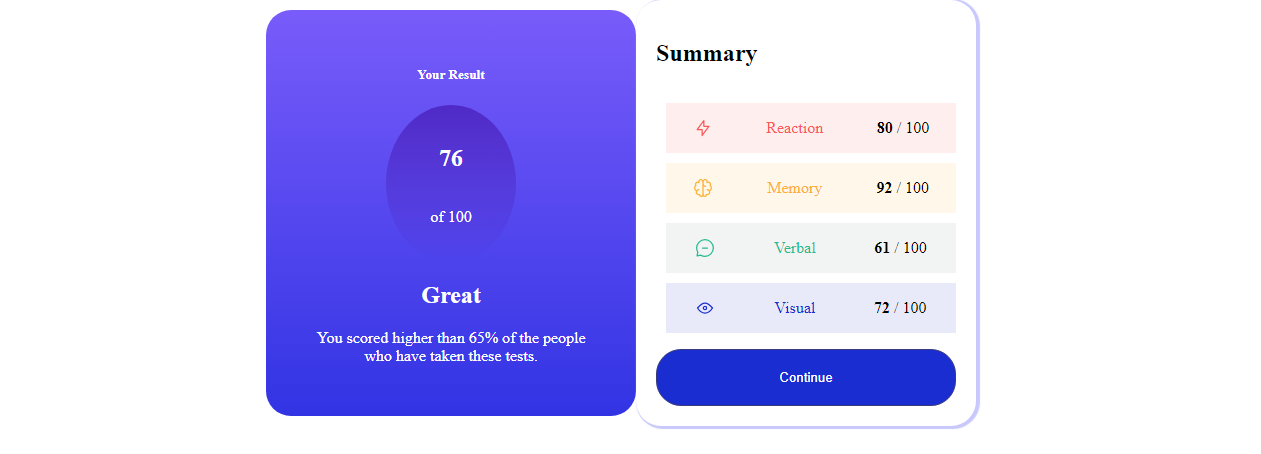 Your Result
76
of 100
Great
You scored higher than 65% of the people
who have taken these tests.
Summary
Reaction 80 / 100
Memory 92 / 100
Verbal 61 / 100
Visual 72 / 100
Continue